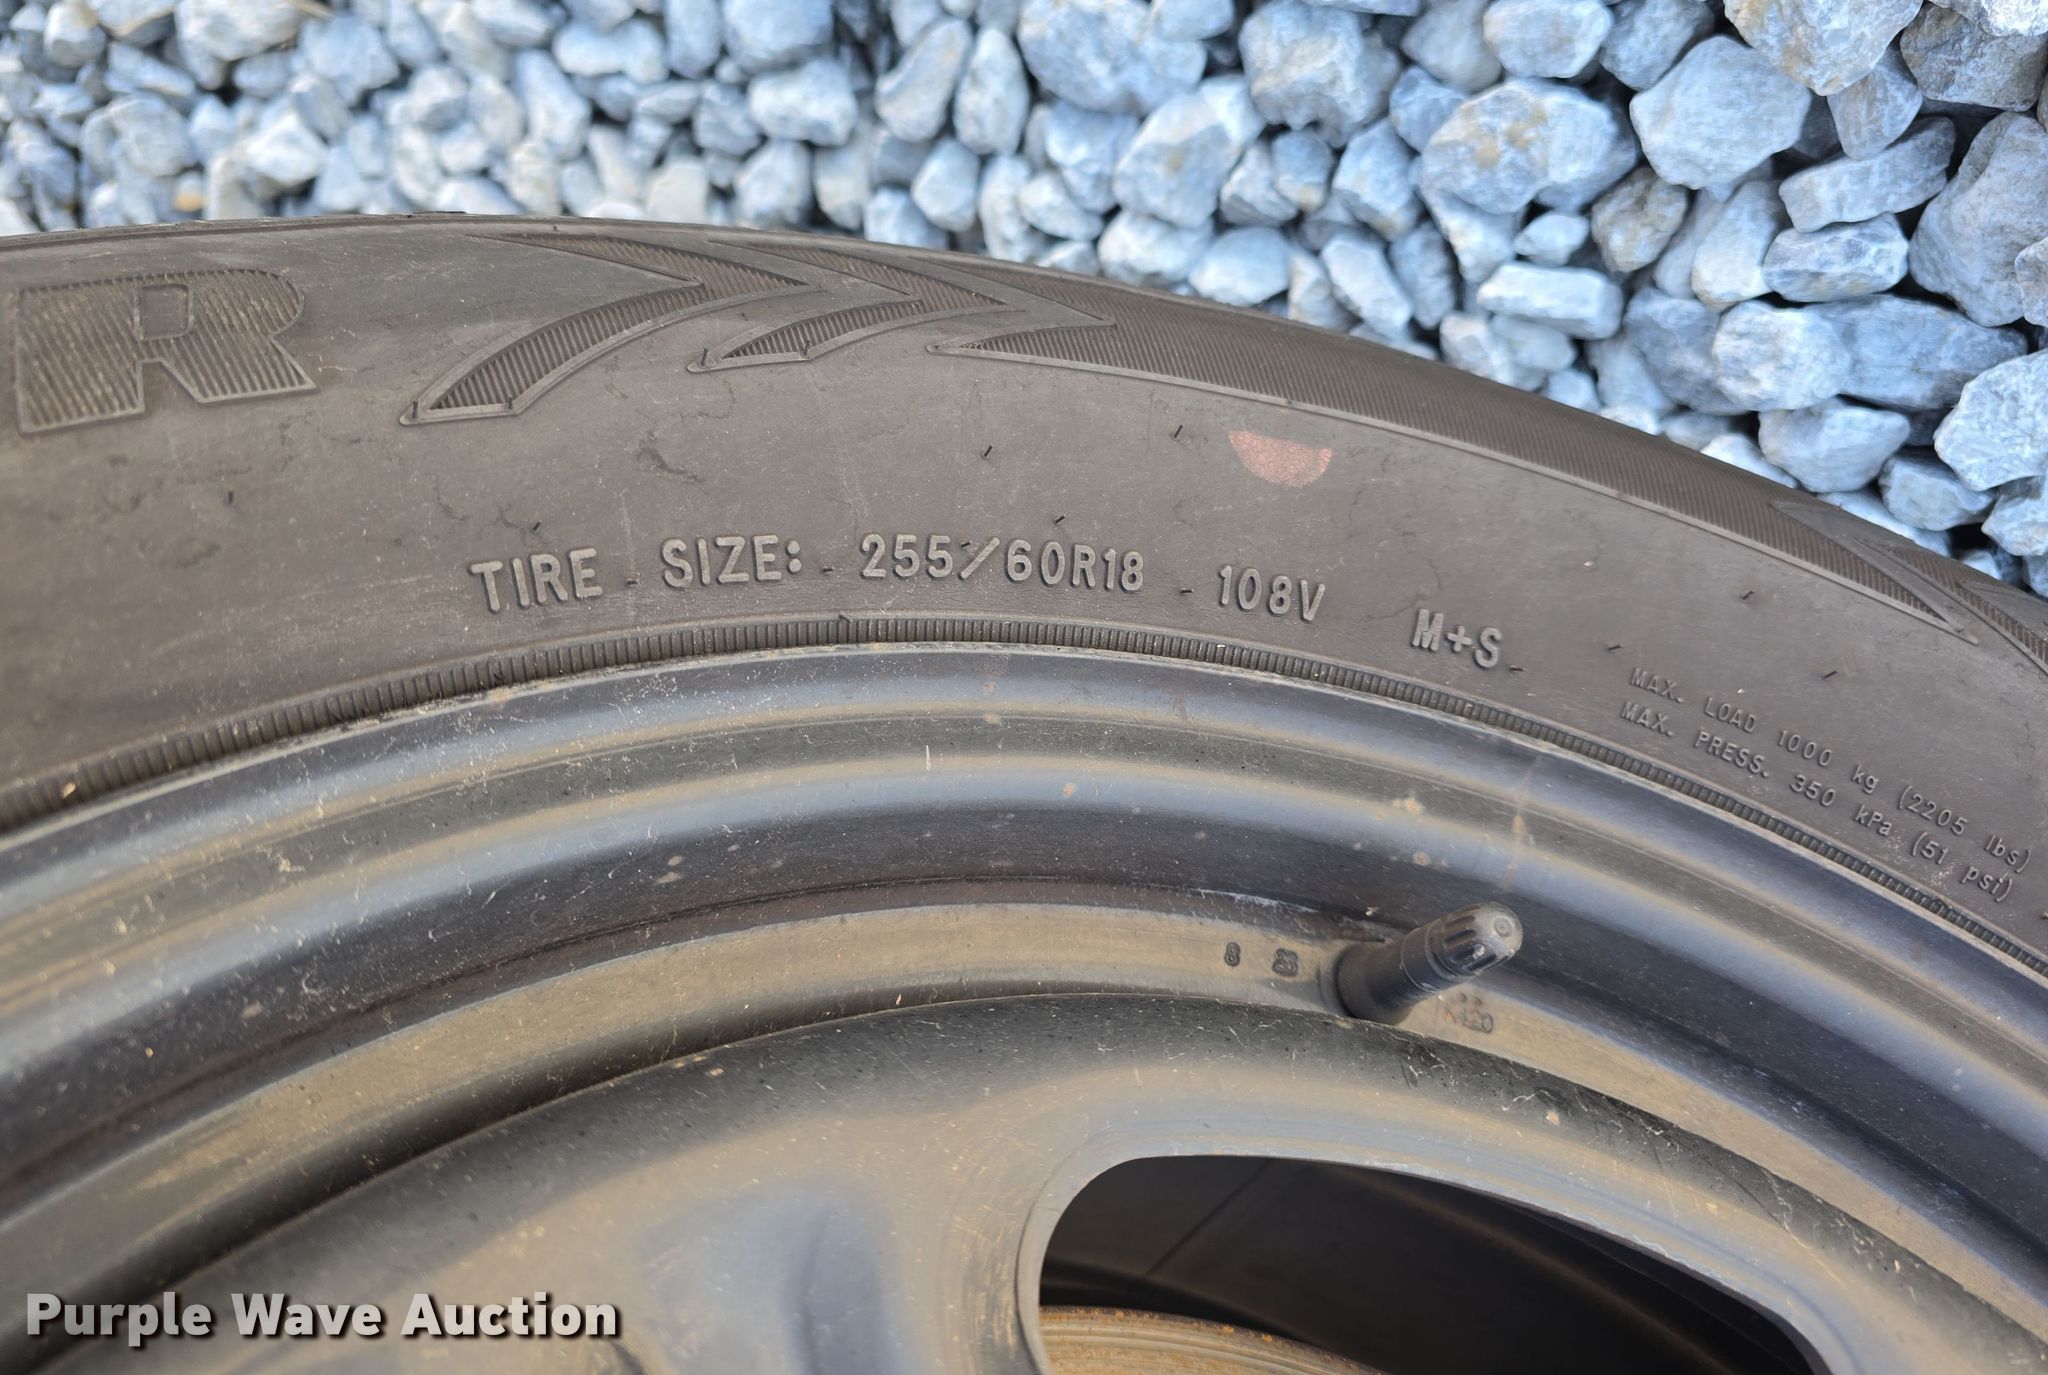 R
TIRE SIZE: 255/60R18 108V M+S
MAX. LOAD 1000 kg (2205 lbs)
MAX. PRESS. 350 kPa (51 psi)
8
Purple Wave Auction